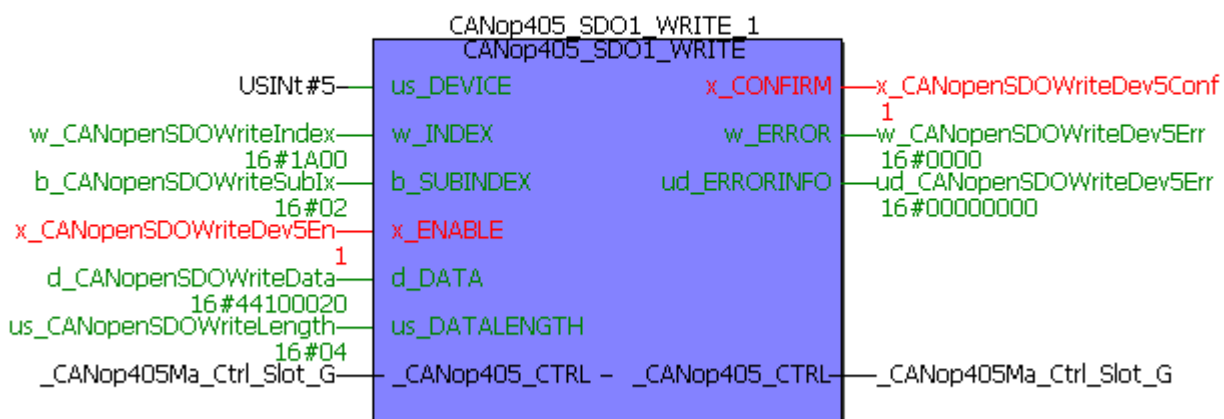 CANop405_SDO1_WRITE_1
CANop405_SDO1_WRITE
USINt#5 us_DEVICE x_CONFIRM x_CANopenSDOWriteDev5Conf
1
w_CANopenSDOWriteIndex w_INDEX w_ERROR w_CANopenSDOWriteDev5Err
16#1A00 16#0000
b_CANopenSDOWriteSubIx b_SUBINDEX ud_ERRORINFO ud_CANopenSDOWriteDev5Err
16#02 16#00000000
x_CANopenSDOWriteDev5En x_ENABLE
1
d_CANopenSDOWriteData d_DATA
16#44100020
us_CANopenSDOWriteLength us_DATALENGTH
16#04
_CANop405Ma_Ctrl_Slot_G _CANop405_CTRL – _CANop405_CTRL _CANop405Ma_Ctrl_Slot_G